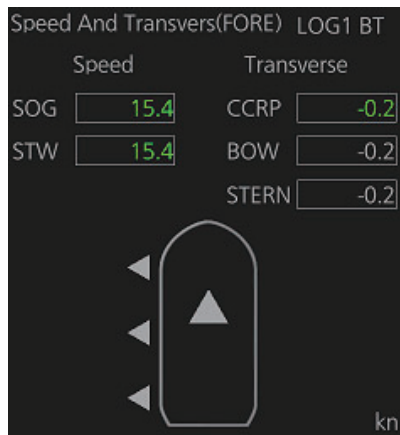 Speed And Transvers(FORE) LOG1 BT
Speed Transverse
SOG 15.4 CCRP -0.2
STW 15.4 BOW -0.2
STERN -0.2
kn